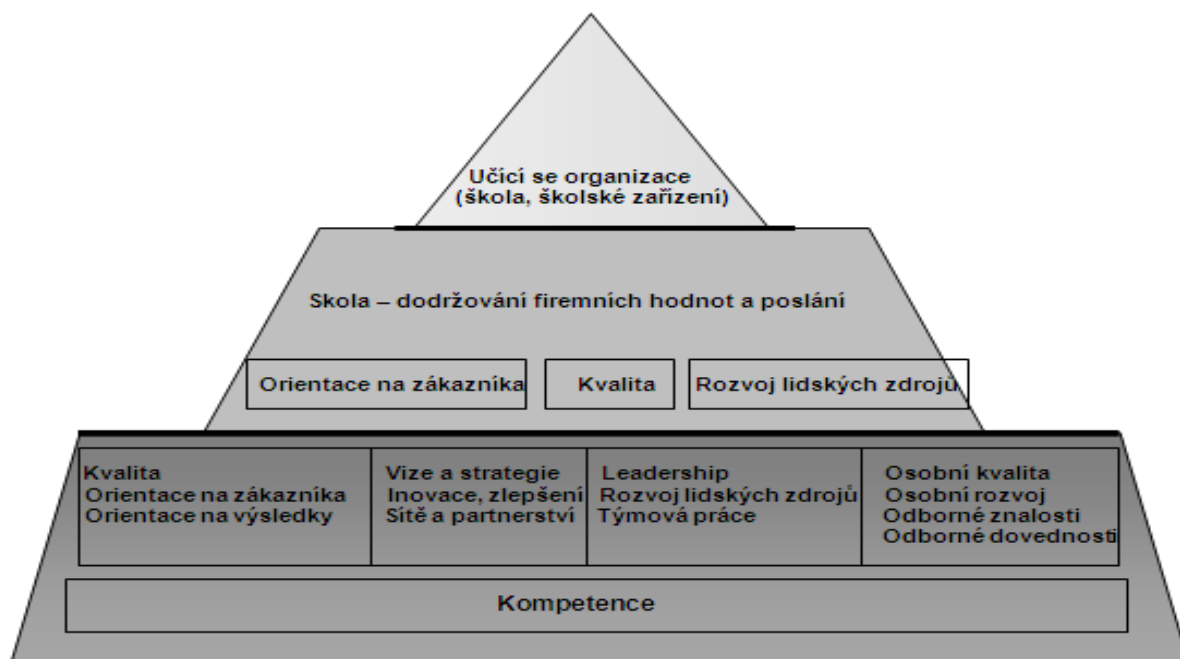 Učící se organizace
(škola, školské zařízení)
Skola – dodržování firemních hodnot a poslání
Orientace na zákazníka
Kvalita
Rozvoj lidských zdrojů
Kvalita
Orientace na zákazníka
Orientace na výsledky
Vize a strategie
Inovace, zlepšení
Sítě a partnerství
Leadership
Rozvoj lidských zdrojů
Týmová práce
Osobní kvalita
Osobní rozvoj
Odborné znalosti
Odborné dovednosti
Kompetence